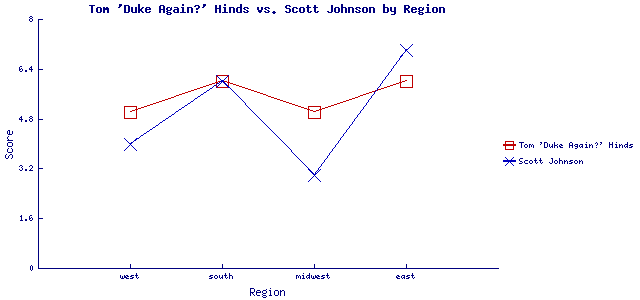 Tom 'Duke Again?' Hinds vs. Scott Johnson by Region
8
6.4
4.8
3.2
1.6
0
Score
west south midwest east
Region
Tom 'Duke Again?' Hinds
Scott Johnson